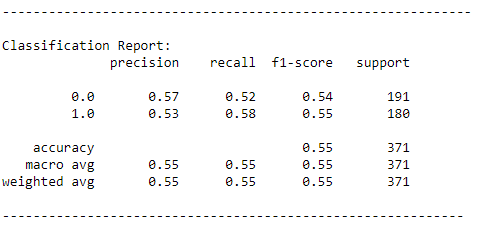 --------------------------------------------------------------
Classification Report:
              precision    recall  f1-score   support

         0.0       0.57      0.52      0.54       191
         1.0       0.53      0.58      0.55       180

    accuracy                           0.55       371
   macro avg       0.55      0.55      0.55       371
weighted avg       0.55      0.55      0.55       371

-------------------------------------------------------------